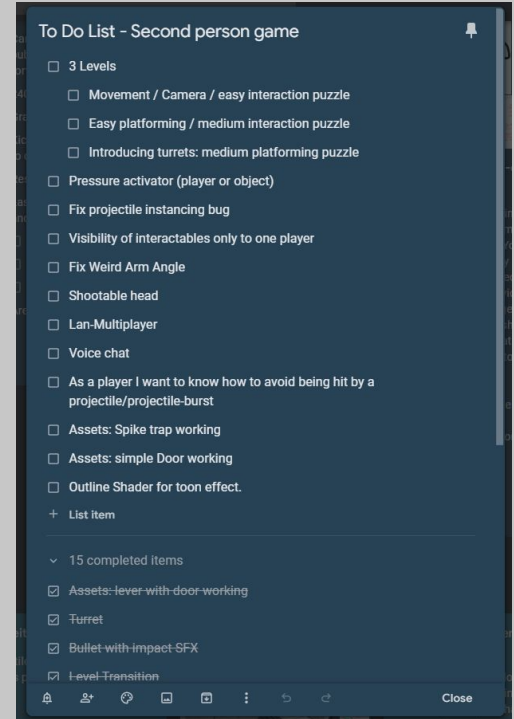 To Do List - Second person game
3 Levels
Movement / Camera / easy interaction puzzle
Easy platforming / medium interaction puzzle
Introducing turrets: medium platforming puzzle
Pressure activator (player or object)
Fix projectile instancing bug
Visibility of interactables only to one player
Fix Weird Arm Angle
Shootable head
Lan-Multiplayer
Voice chat
As a player I want to know how to avoid being hit by a
projectile/projectile-burst
Assets: Spike trap working
Assets: simple Door working
Outline Shader for toon effect.
+ List item
15 completed items
Assets: lever with door working
Turret
Bullet with impact SFX
Level Transition
Close